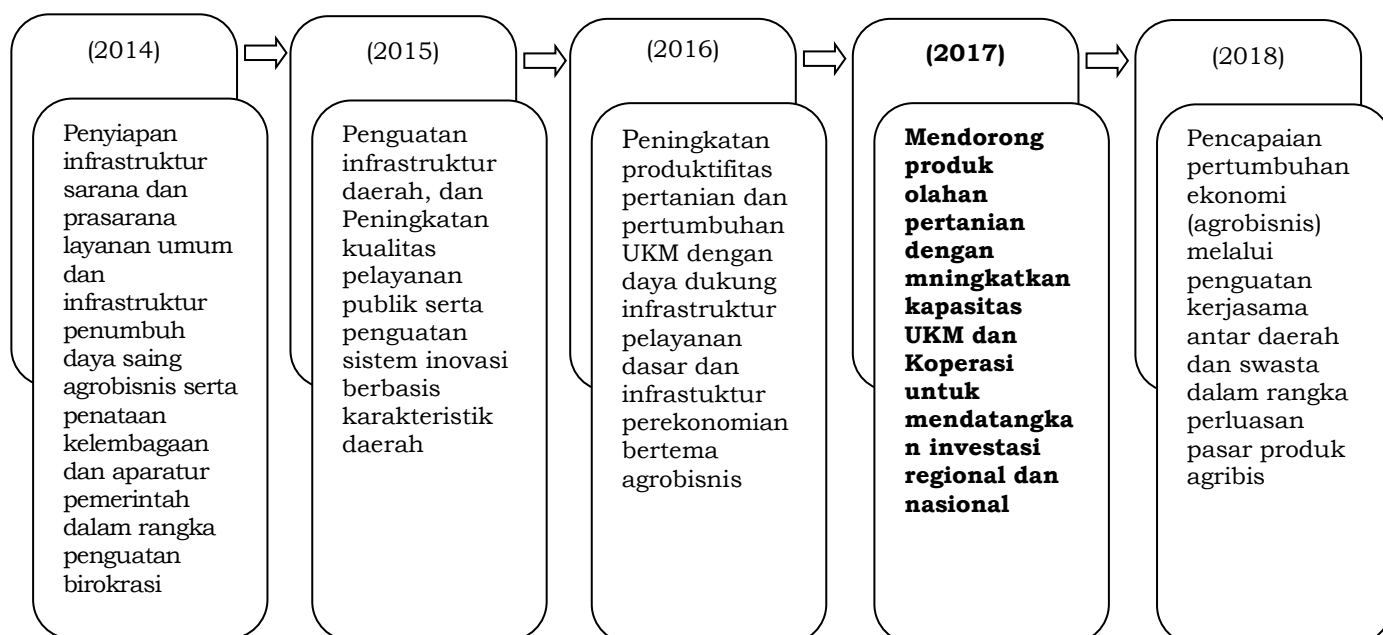 (2014)
Penyiapan
infrastruktur
sarana dan
prasarana
layanan umum
dan
infrastruktur
penumbuh
daya saing
agrobisnis serta
penataan
kelembagaan
dan aparatur
pemerintah
dalam rangka
penguatan
birokrasi
(2015)
Penguatan
infrastruktur
daerah, dan
Peningkatan
kualitas
pelayanan
publik serta
penguatan
sistem inovasi
berbasis
karakteristik
daerah
(2016)
Peningkatan
produktifitas
pertanian dan
pertumbuhan
UKM dengan
daya dukung
infrastruktur
pelayanan
dasar dan
infrastuktur
perekonomian
bertema
agrobisnis
(2017)
Mendorong
produk
olahan
pertanian
dengan
mningkatkan
kapasitas
UKM dan
Koperasi
untuk
mendatangka
n investasi
regional dan
nasional
(2018)
Pencapaian
pertumbuhan
ekonomi
(agrobisnis)
melalui
penguatan
kerjasama
antar daerah
dan swasta
dalam rangka
perluasan
pasar produk
agribis